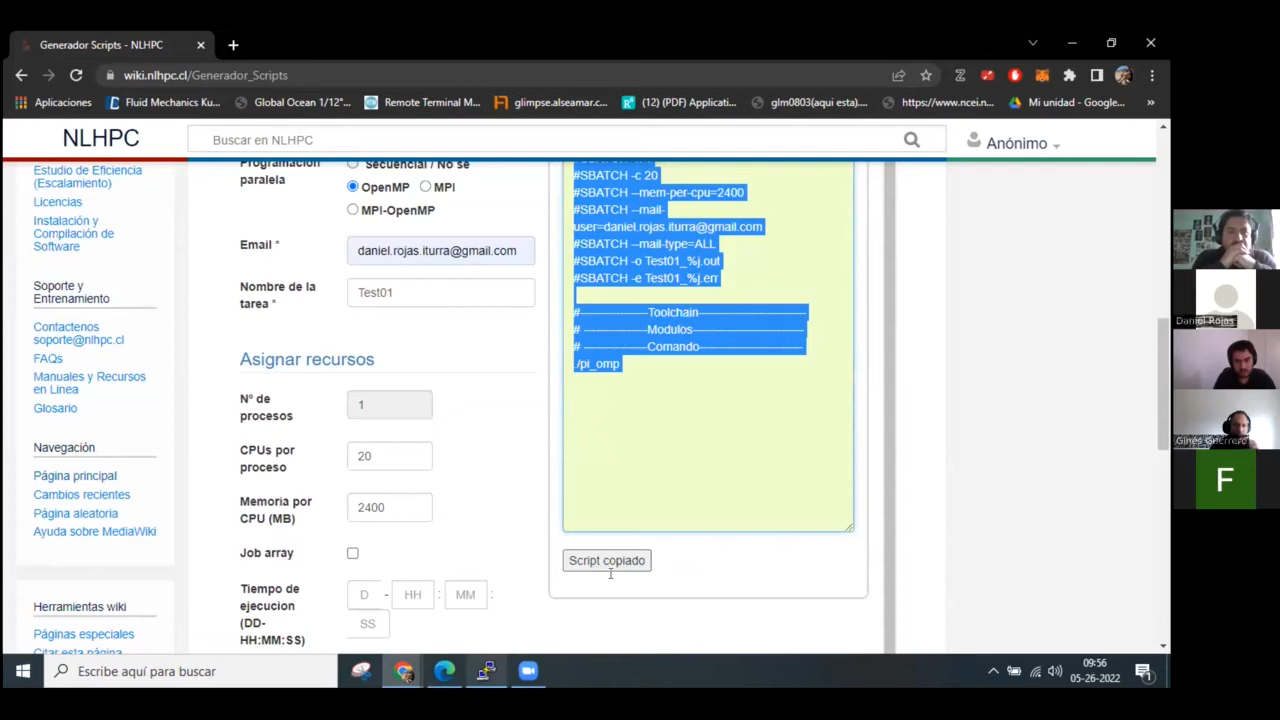 Generador Scripts - NLHPC
wiki.nlhpc.cl/Generador_Scripts
Aplicaciones
Fluid Mechanics Ku...
Global Ocean 1/12°...
Remote Terminal M...
glimpse.alseamar.c...
(12) (PDF) Applicati...
glm0803(aqui esta)....
https://www.ncei.n...
Mi unidad - Google...
»
NLHPC
Buscar en NLHPC
Anónimo
Estudio de Eficiencia
(Escalamiento)
Licencias
Instalación y
Compilación de
Software
Soporte y
Entrenamiento
Contactenos
soporte@nlhpc.cl
FAQs
Manuales y Recursos
en Linea
Glosario
Navegación
Página principal
Cambios recientes
Página aleatoria
Ayuda sobre MediaWiki
Herramientas wiki
Páginas especiales
Citar esta página
Programación
paralela
Secuencial / No se
OpenMP
MPI
MPI-OpenMP
Email *
daniel.rojas.iturra@gmail.com
Nombre de la
tarea *
Test01
Asignar recursos
Nº de
procesos
1
CPUs por
proceso
20
Memoria por
CPU (MB)
2400
Job array
Tiempo de
ejecucion
(DD-
HH:MM:SS)
D - HH : MM :
SS
#SBATCH -c 20
#SBATCH --mem-per-cpu=2400
#SBATCH --mail-
user=daniel.rojas.iturra@gmail.com
#SBATCH --mail-type=ALL
#SBATCH -o Test01_%j.out
#SBATCH -e Test01_%j.err
#-----------------Toolchain---------------------------
# ----------------Modulos----------------------------
# ----------------Comando--------------------------
./pi_omp
Script copiado
Daniel Rojas
Ginés Guerrero
F
Escribe aquí para buscar
09:56
05-26-2022
1